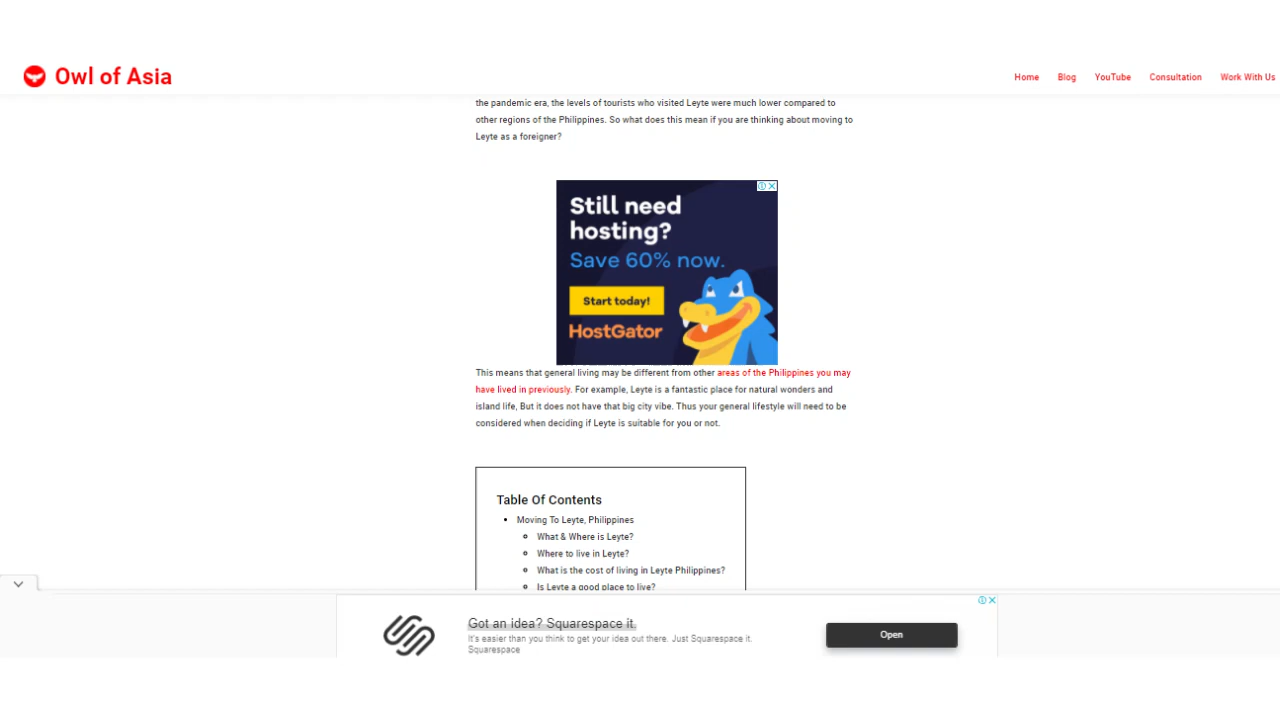 Owl of Asia
Home Blog YouTube Consultation Work With Us
the pandemic era, the levels of tourists who visited Leyte were much lower compared to
other regions of the Philippines. So what does this mean if you are thinking about moving to
Leyte as a foreigner?
Still need
hosting?
Save 60% now.
Start today!
HostGator
This means that general living may be different from other areas of the Philippines you may
have lived in previously. For example, Leyte is a fantastic place for natural wonders and
island life, But it does not have that big city vibe. Thus your general lifestyle will need to be
considered when deciding if Leyte is suitable for you or not.
Table Of Contents
Moving To Leyte, Philippines
What & Where is Leyte?
Where to live in Leyte?
What is the cost of living in Leyte Philippines?
Is Leyte a good place to live?
Got an idea? Squarespace it.
It's easier than you think to get your idea out there. Just Squarespace it.
Squarespace
Open